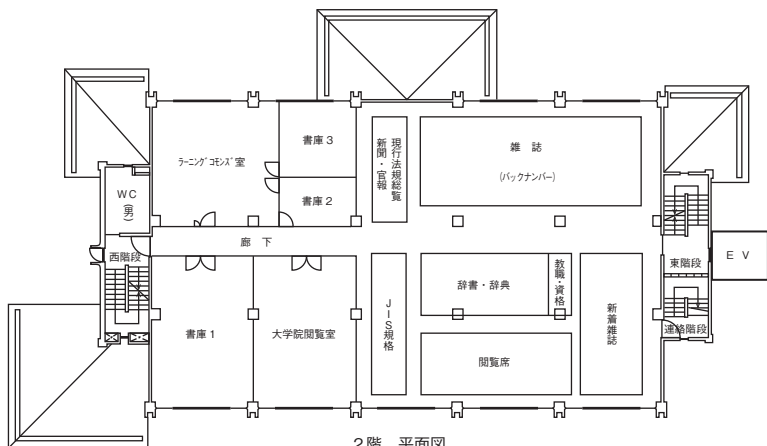 ラーニングコモンズ室
書庫3
書庫2
現行法規総覧
新聞・官報
雑誌
(バックナンバー)
WC
(男)
廊下
西階段
東階段
EV
書庫1
大学院閲覧室
JIS規格
辞書・辞典
教職・資格
新着雑誌
連絡階段
閲覧席
2階 平面図